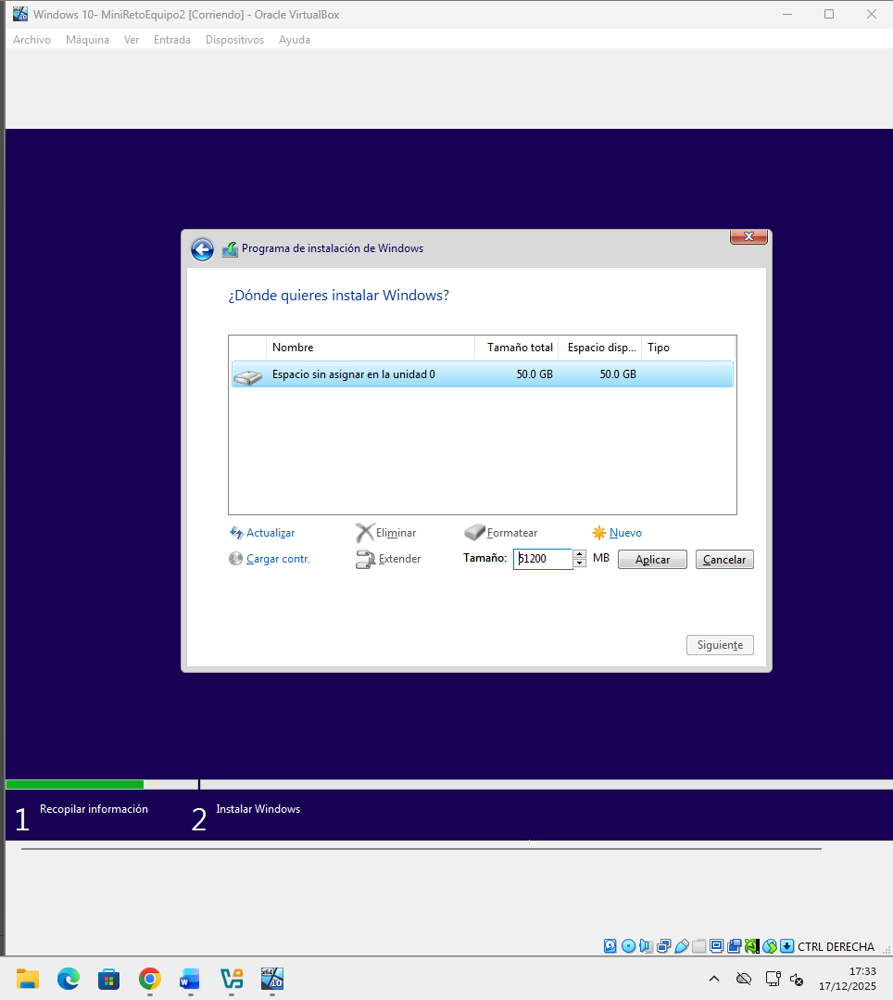 Windows 10- MiniRetoEquipo2 [Corriendo] - Oracle VirtualBox
Archivo Máquina Ver Entrada Dispositivos Ayuda
Programa de instalación de Windows
¿Dónde quieres instalar Windows?
Nombre Tamaño total Espacio disp... Tipo
Espacio sin asignar en la unidad 0 50.0 GB 50.0 GB
Actualizar Eliminar Formatear Nuevo
Cargar contr. Extender Tamaño: 51200 MB Aplicar Cancelar
Siguiente
1 Recopilar información 2 Instalar Windows
CTRL DERECHA
17:33
17/12/2025